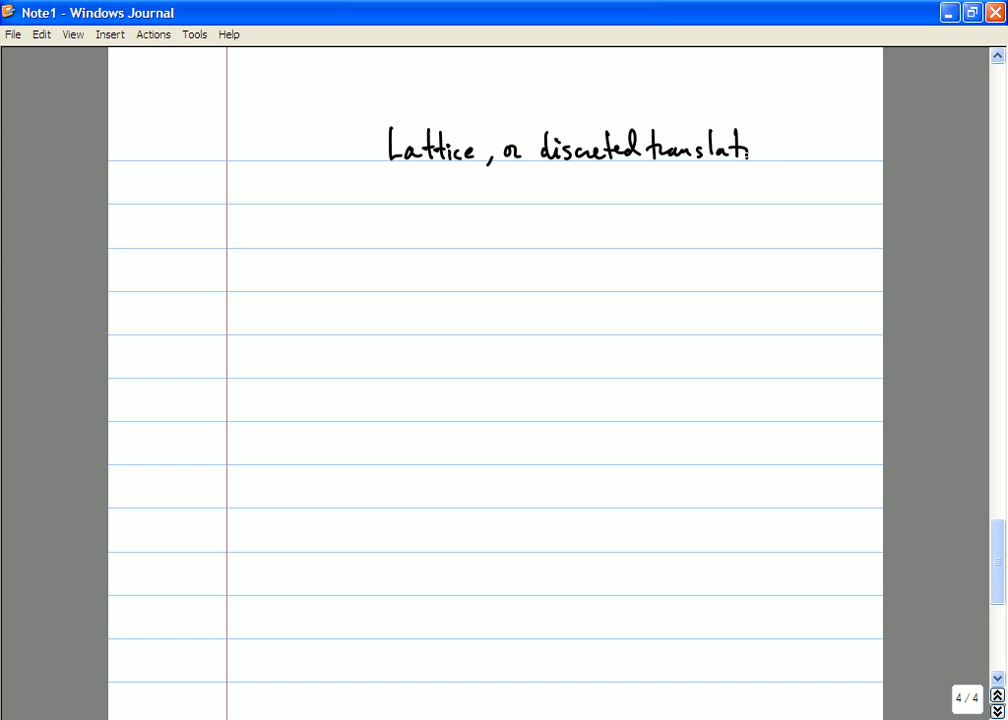 Note1 - Windows Journal
File Edit View Insert Actions Tools Help
Lattice, or discreted translat
4 / 4